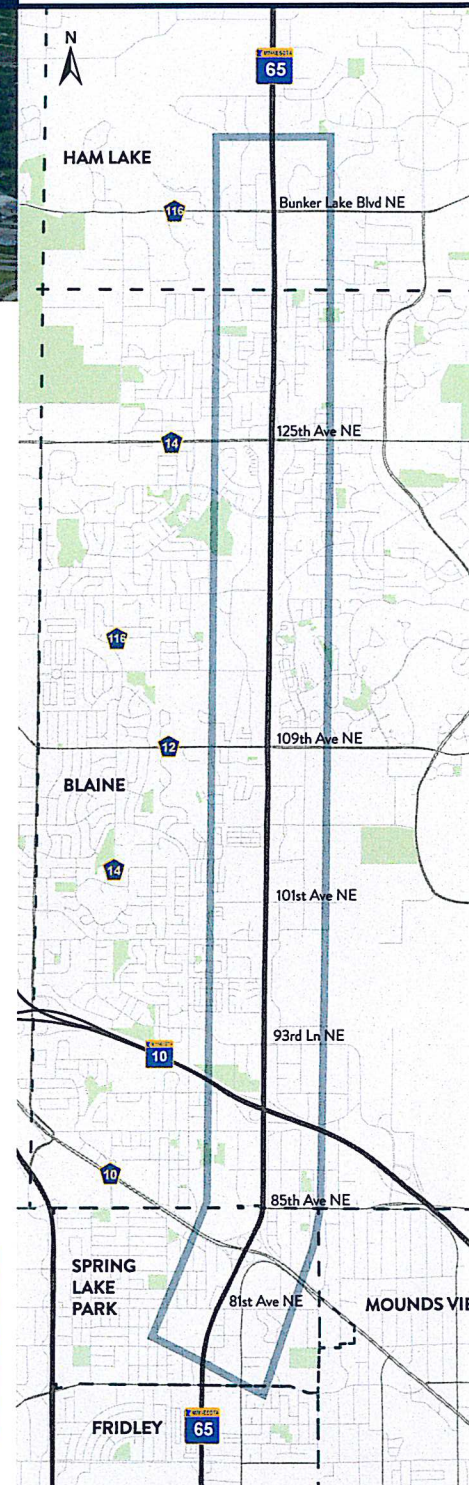 N
MINNESOTA
65
HAM LAKE
Bunker Lake Blvd NE
116
125th Ave NE
14
116
109th Ave NE
12
BLAINE
14
101st Ave NE
93rd Ln NE
10
10
85th Ave NE
SPRING
LAKE
PARK
81st Ave NE
MOUNDS VIE
FRIDLEY
MINNESOTA
65